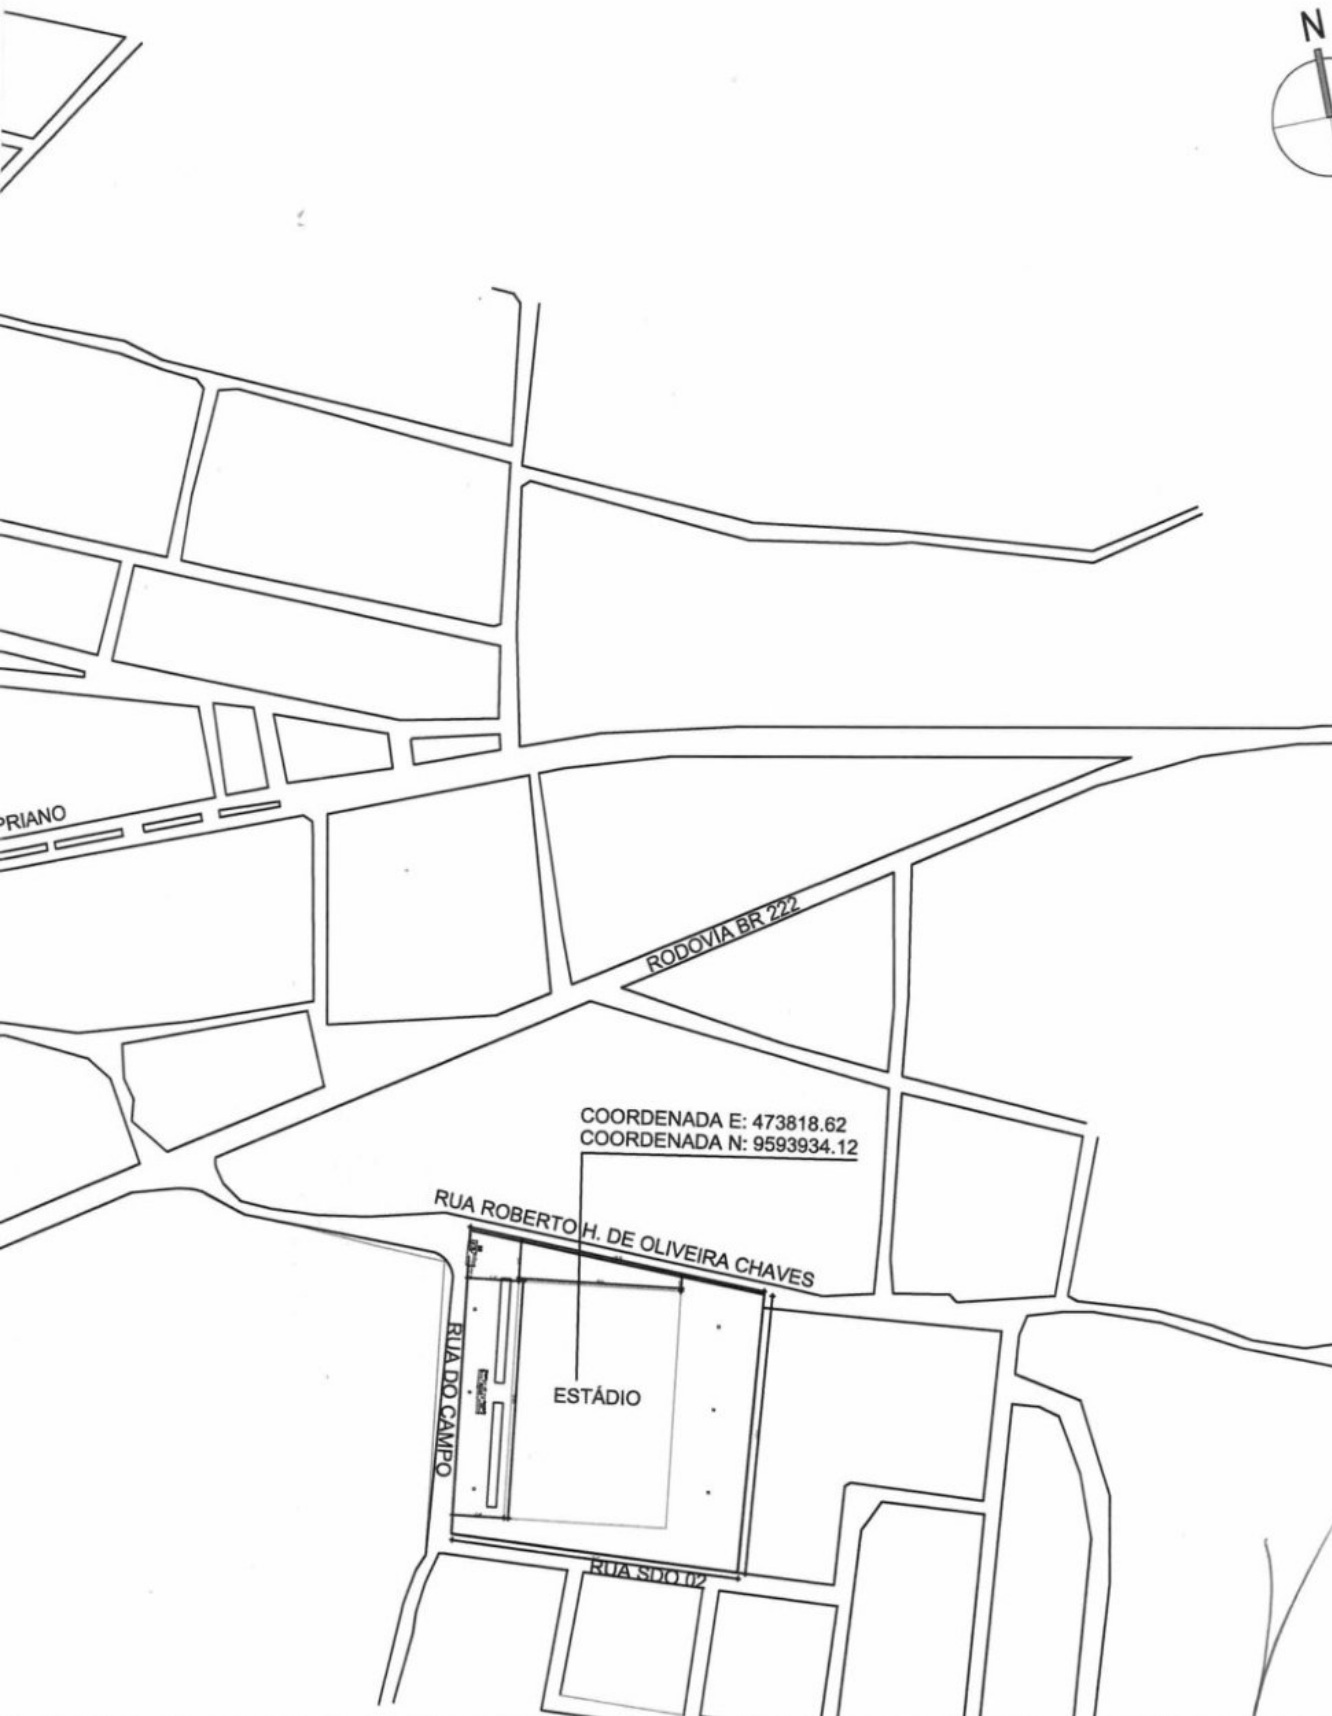 N
PRIANO
RODOVIA BR 222
COORDENADA E: 473818.62
COORDENADA N: 9593934.12
RUA ROBERTO H. DE OLIVEIRA CHAVES
RUA DO CAMPO
ESTÁDIO
RUA SDO 02